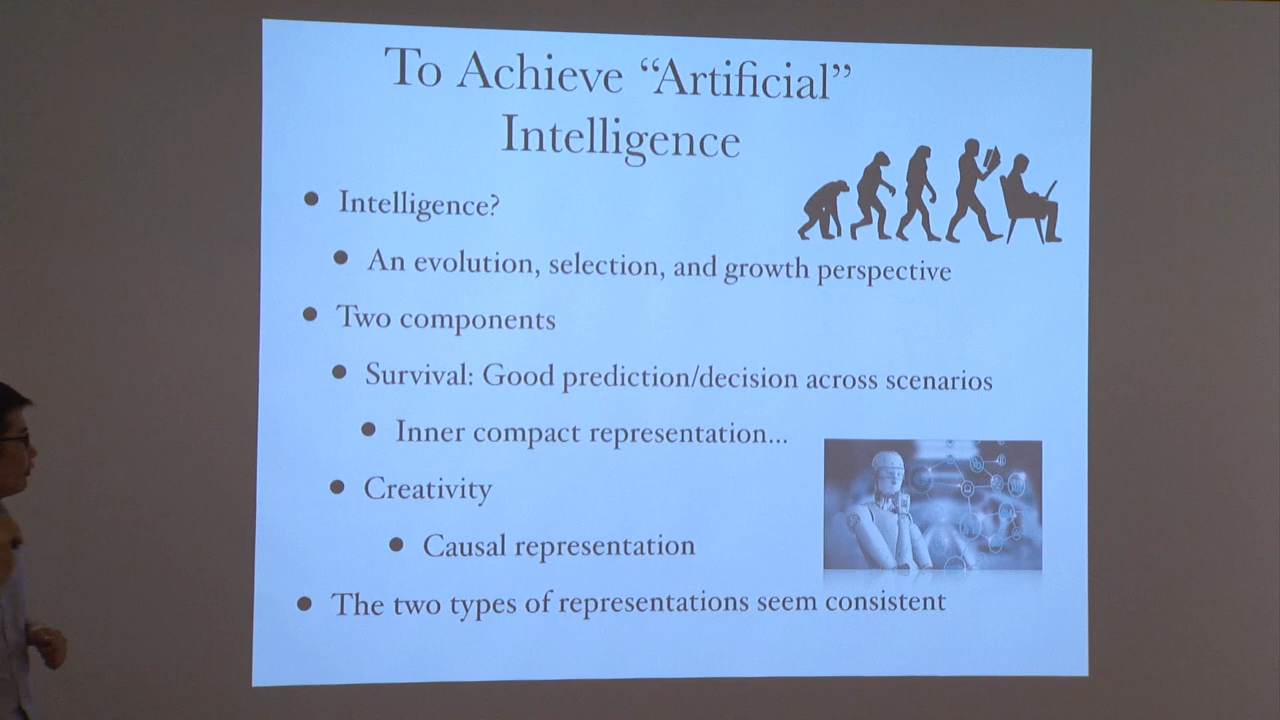 To Achieve “Artificial”
Intelligence
• Intelligence?
• An evolution, selection, and growth perspective
• Two components
• Survival: Good prediction/decision across scenarios
• Inner compact representation...
• Creativity
• Causal representation
• The two types of representations seem consistent